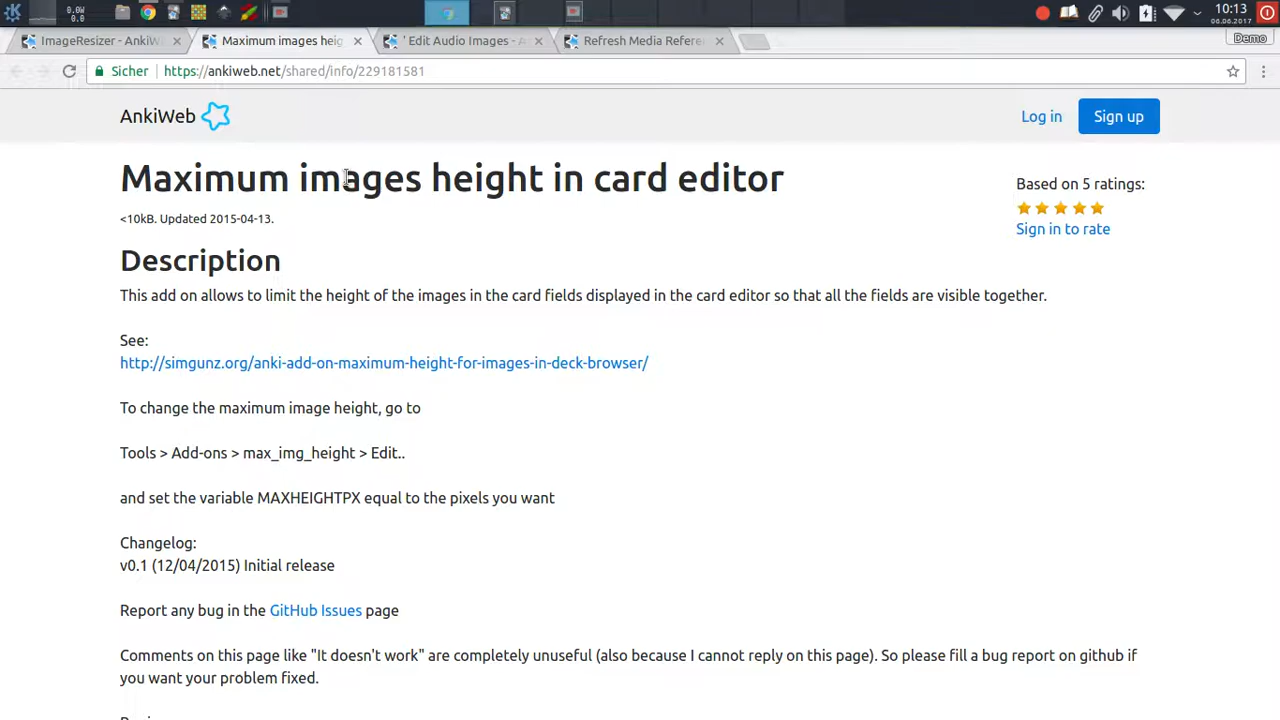 0.0W
0.0
10:13
06.06.2017
ImageResizer - AnkiW
Maximum images heig
' Edit Audio Images - A
Refresh Media Refere
Demo
Sicher
https://ankiweb.net/shared/info/229181581
AnkiWeb
Log in
Sign up
Maximum images height in card editor
<10kB. Updated 2015-04-13.
Based on 5 ratings:
Sign in to rate
Description
This add on allows to limit the height of the images in the card fields displayed in the card editor so that all the fields are visible together.
See:
http://simgunz.org/anki-add-on-maximum-height-for-images-in-deck-browser/
To change the maximum image height, go to
Tools > Add-ons > max_img_height > Edit..
and set the variable MAXHEIGHTPX equal to the pixels you want
Changelog:
v0.1 (12/04/2015) Initial release
Report any bug in the GitHub Issues page
Comments on this page like "It doesn't work" are completely unuseful (also because I cannot reply on this page). So please fill a bug report on github if
you want your problem fixed.